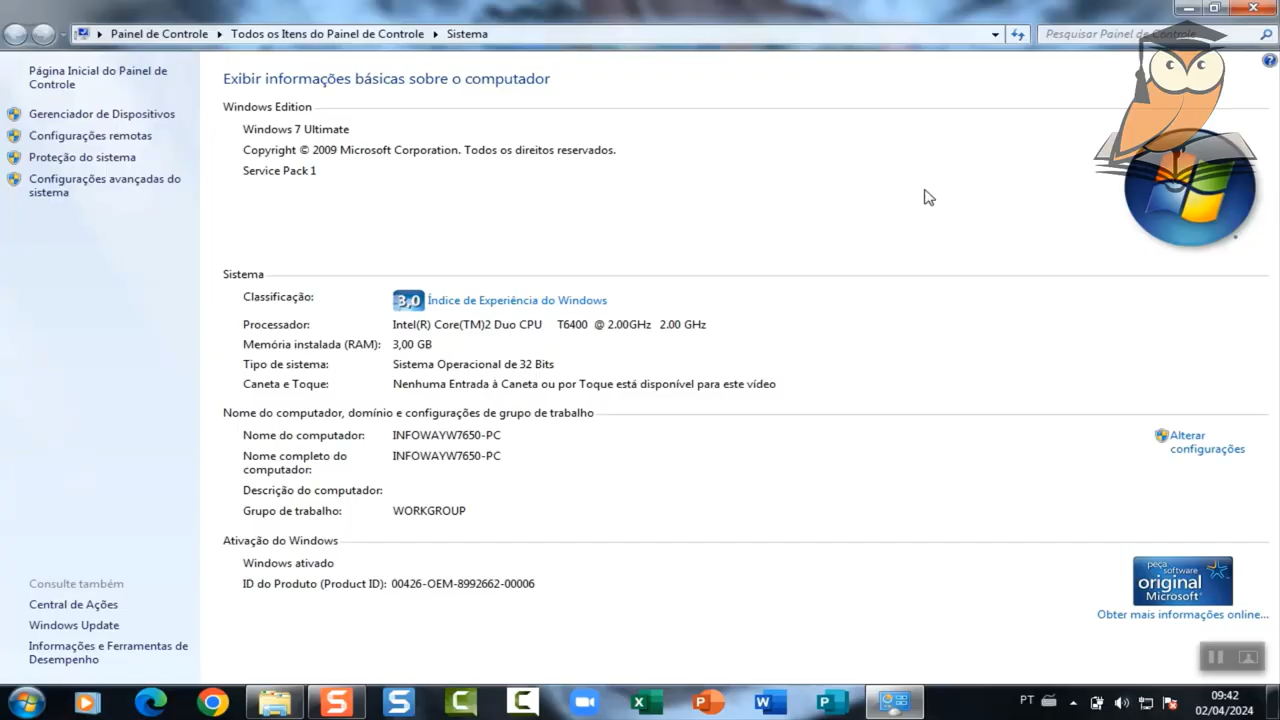 Painel de Controle
Todos os Itens do Painel de Controle
Sistema
Pesquisar Painel de Controle
Página Inicial do Painel de
Controle
Gerenciador de Dispositivos
Configurações remotas
Proteção do sistema
Configurações avançadas do
sistema
Exibir informações básicas sobre o computador
Windows Edition
Windows 7 Ultimate
Copyright © 2009 Microsoft Corporation. Todos os direitos reservados.
Service Pack 1
Sistema
Classificação: 3,0 Índice de Experiência do Windows
Processador: Intel(R) Core(TM)2 Duo CPU T6400 @ 2.00GHz 2.00 GHz
Memória instalada (RAM): 3,00 GB
Tipo de sistema: Sistema Operacional de 32 Bits
Caneta e Toque: Nenhuma Entrada à Caneta ou por Toque está disponível para este vídeo
Nome do computador, domínio e configurações de grupo de trabalho
Nome do computador: INFOWAYW7650-PC
Alterar
configurações
Nome completo do
computador:
INFOWAYW7650-PC
Descrição do computador:
Grupo de trabalho: WORKGROUP
Ativação do Windows
Windows ativado
ID do Produto (Product ID): 00426-OEM-8992662-00006
peça software
original
Microsoft
Obter mais informações online...
Consulte também
Central de Ações
Windows Update
Informações e Ferramentas de
Desempenho
S
S
C
C
X
P
W
P
PT
09:42
02/04/2024